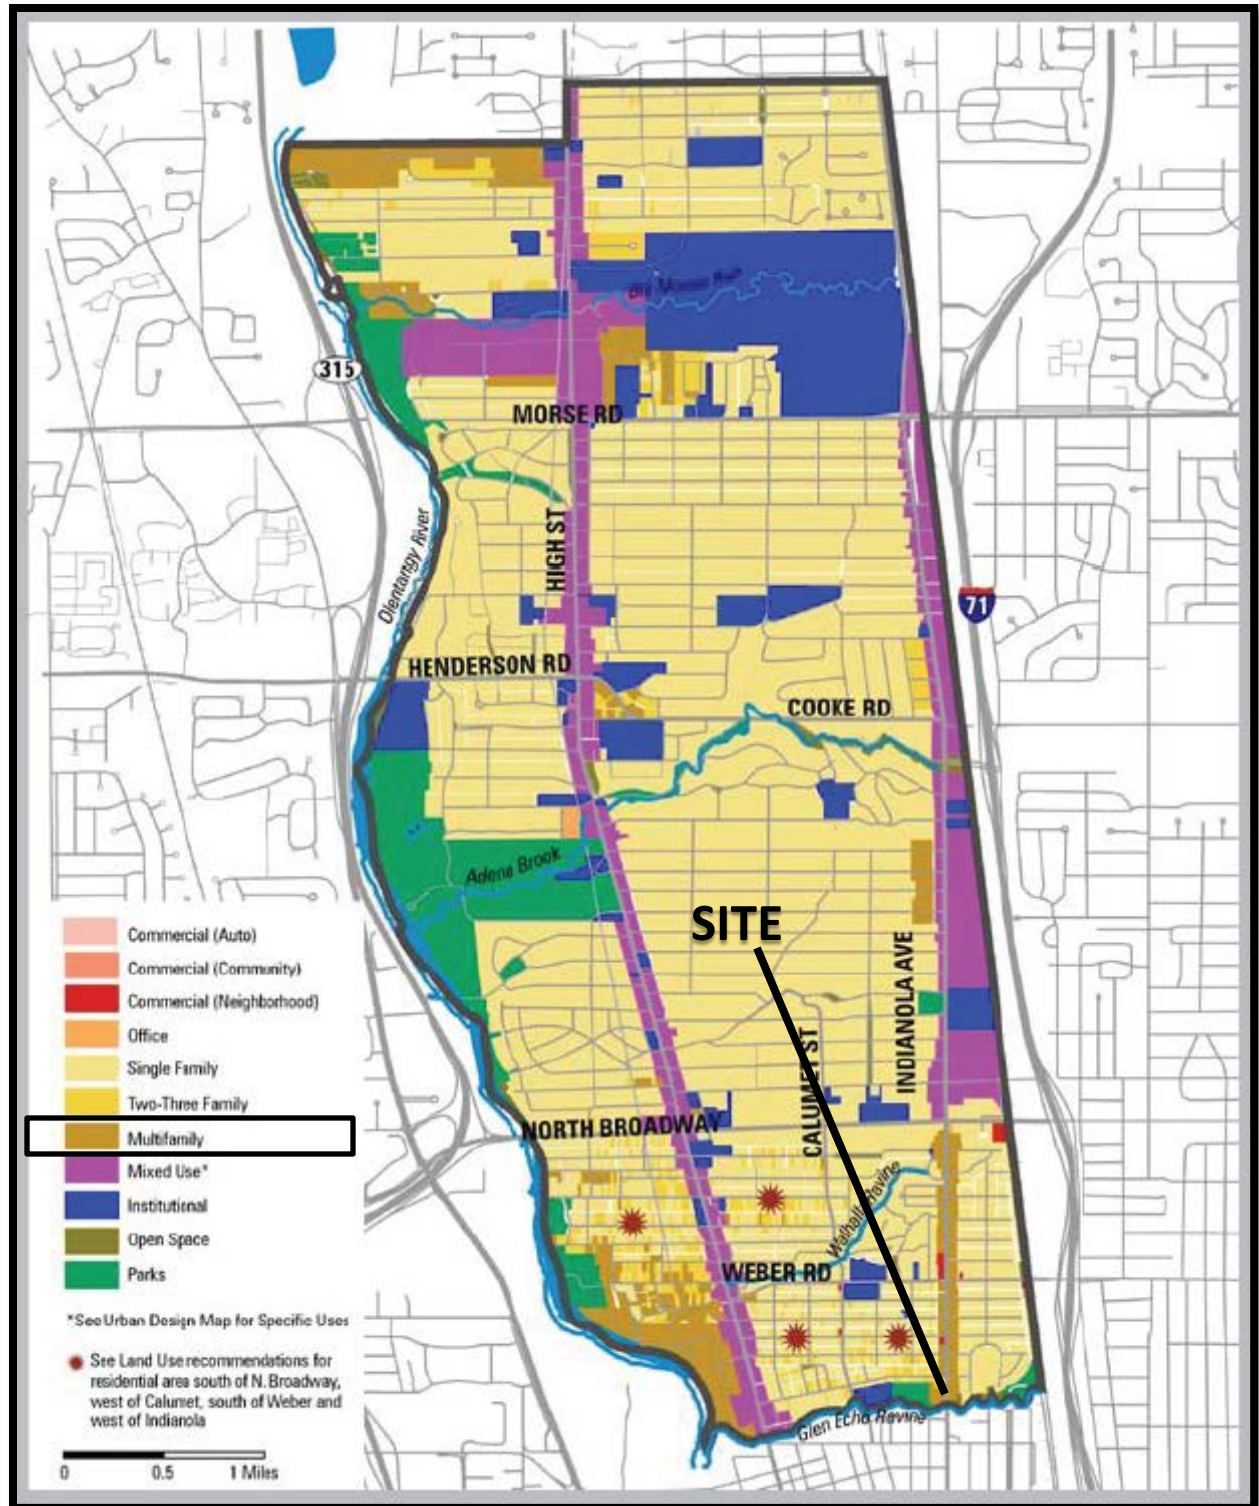 Big Walnut Run
315
MORSE RD
HIGH ST
Olentangy River
71
HENDERSON RD
COOKE RD
Adena Brook
SITE
INDIANOLA AVE
CALUMET ST
NORTH BROADWAY
Walhalla Ravine
WEBER RD
Glen Echo Ravine
Commercial (Auto)
Commercial (Community)
Commercial (Neighborhood)
Office
Single Family
Two-Three Family
Multifamily
Mixed Use*
Institutional
Open Space
Parks
*See Urban Design Map for Specific Uses
See Land Use recommendations for
residential area south of N. Broadway,
west of Calumet, south of Weber and
west of Indianola
0 0.5 1 Miles